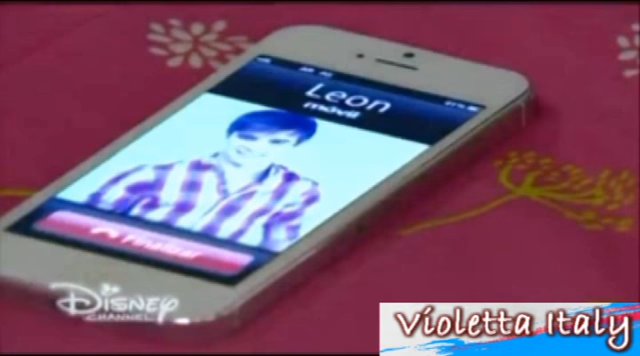 Leon
móvil
Finalizar
Disney
CHANNEL
Violetta Italy